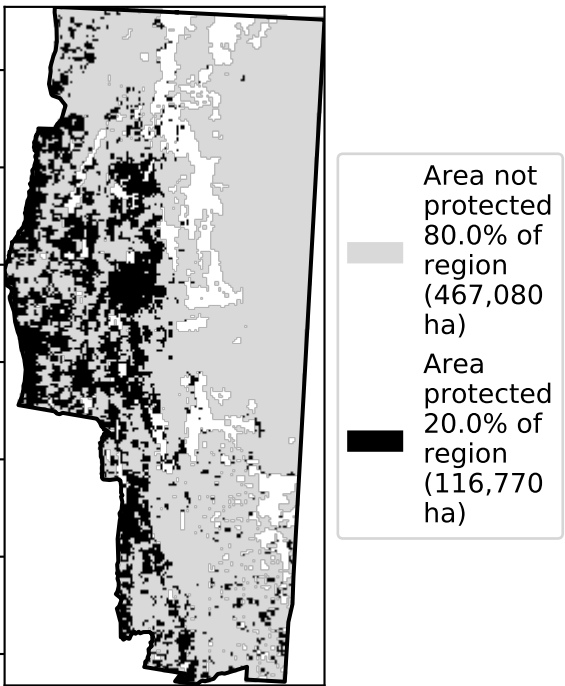 Area not
protected
80.0% of
region
(467,080
ha)
Area
protected
20.0% of
region
(116,770
ha)